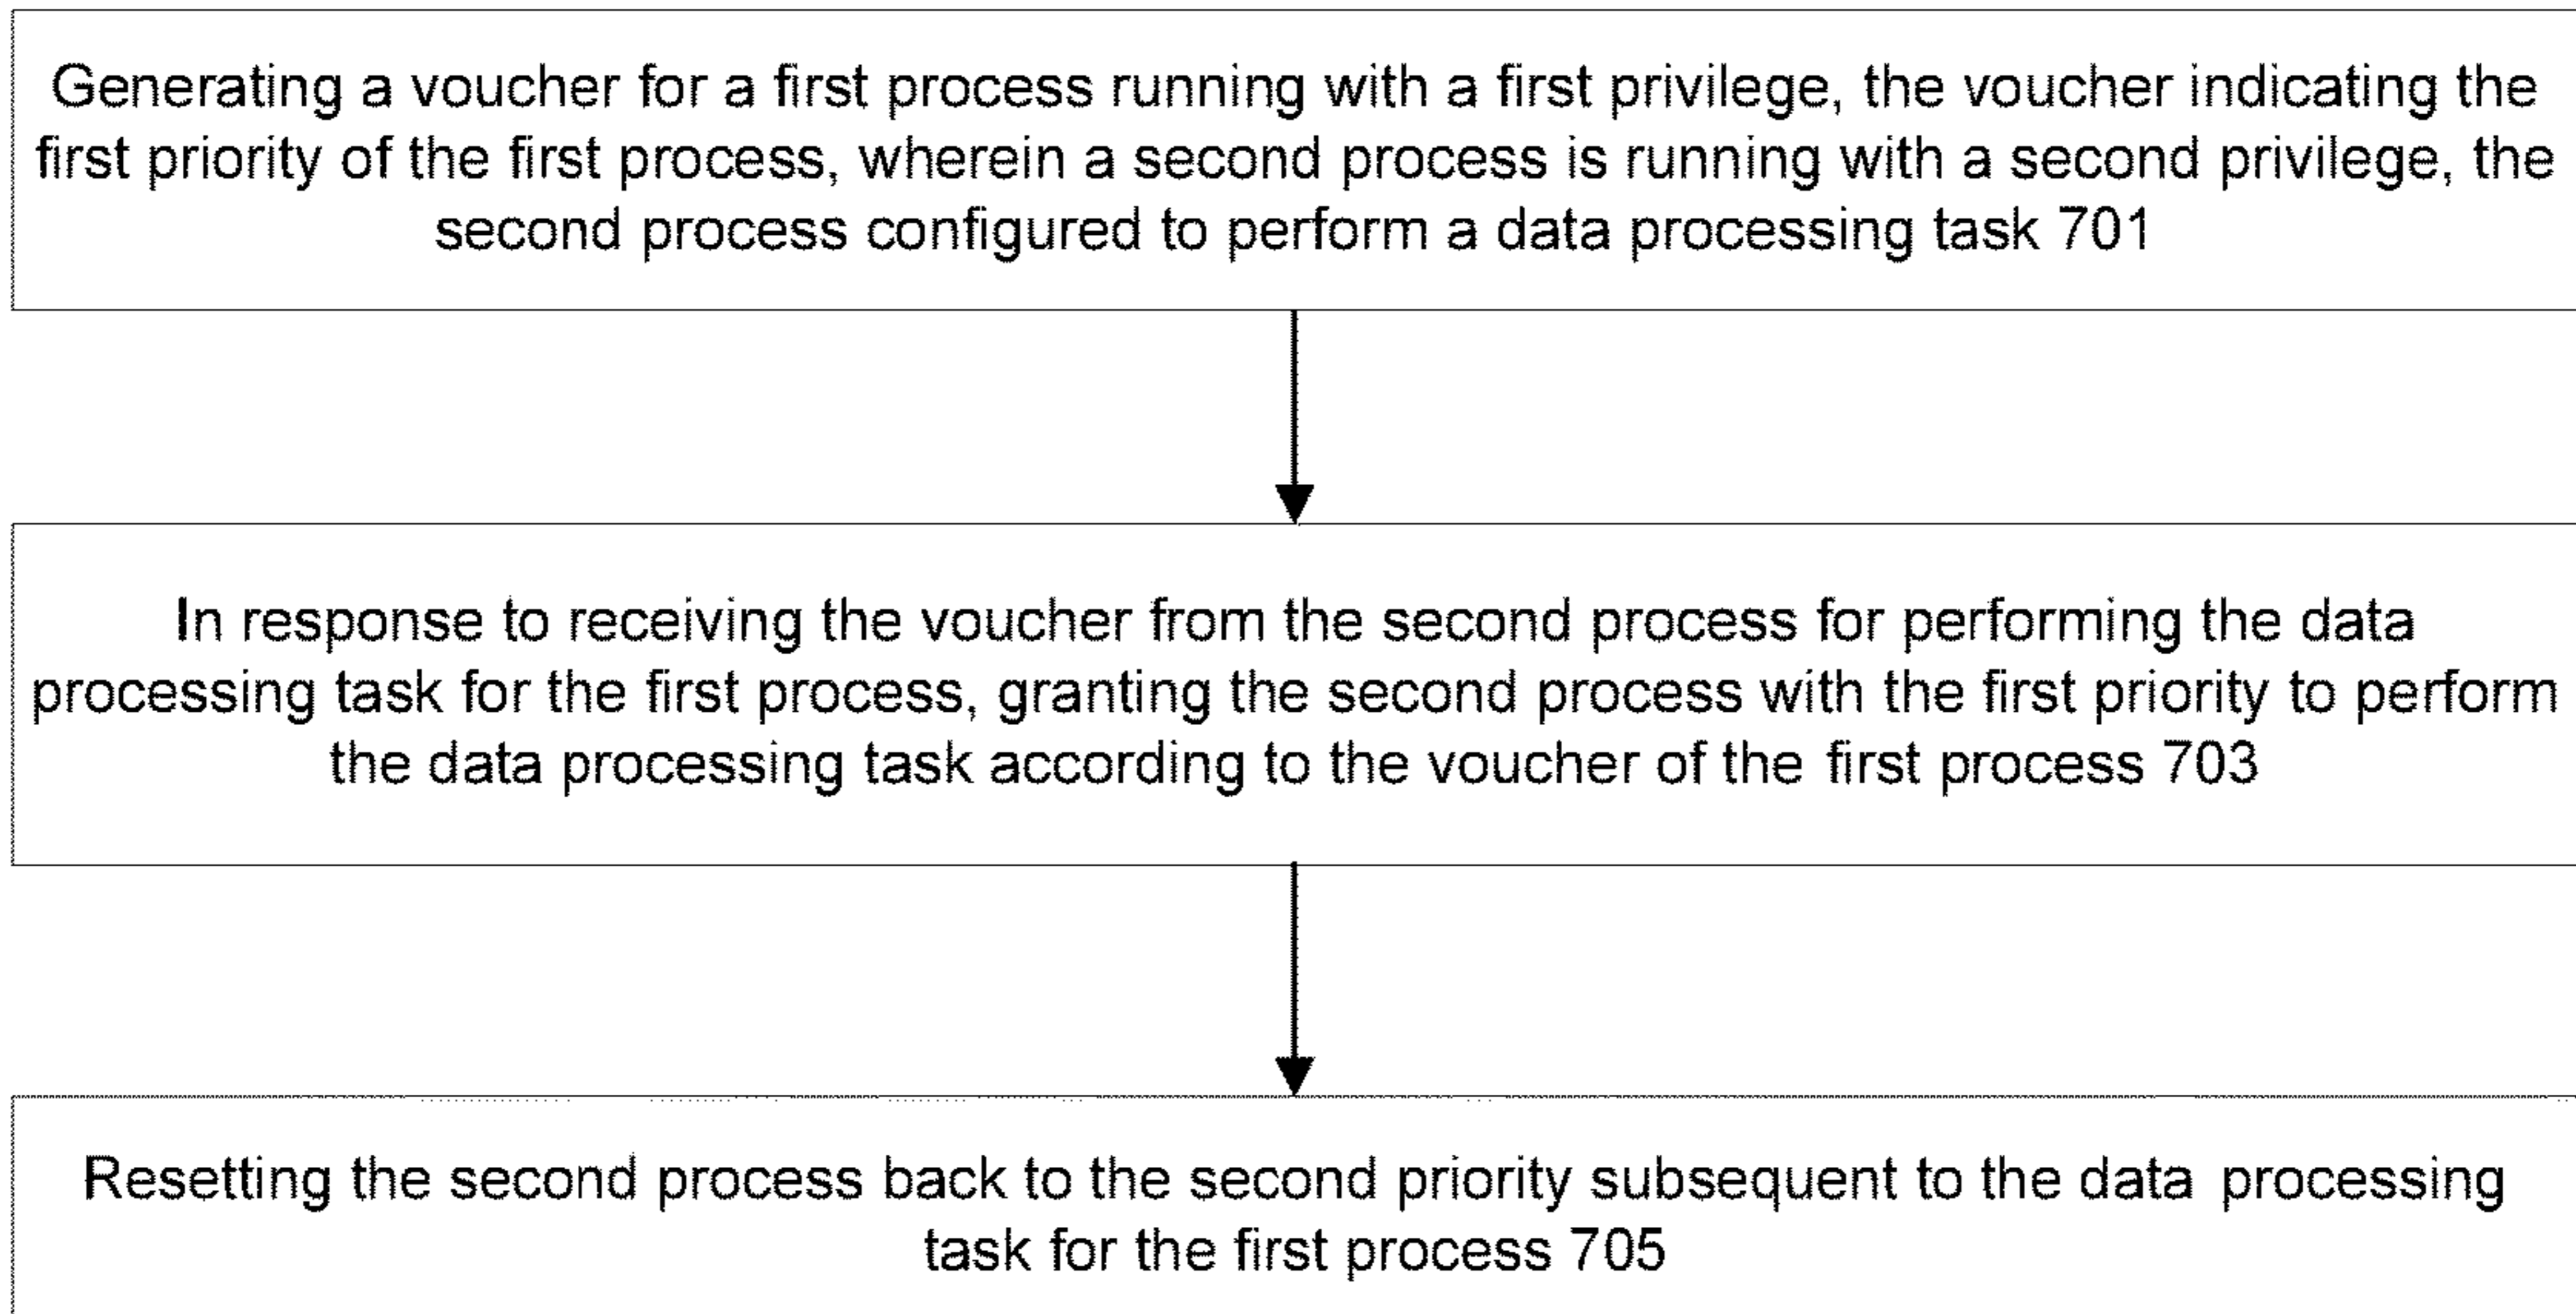 Generating a voucher for a first process running with a first privilege, the voucher indicating the
first priority of the first process, wherein a second process is running with a second privilege, the
second process configured to perform a data processing task 701
In response to receiving the voucher from the second process for performing the data
processing task for the first process, granting the second process with the first priority to perform
the data processing task according to the voucher of the first process 703
Resetting the second process back to the second priority subsequent to the data processing
task for the first process 705